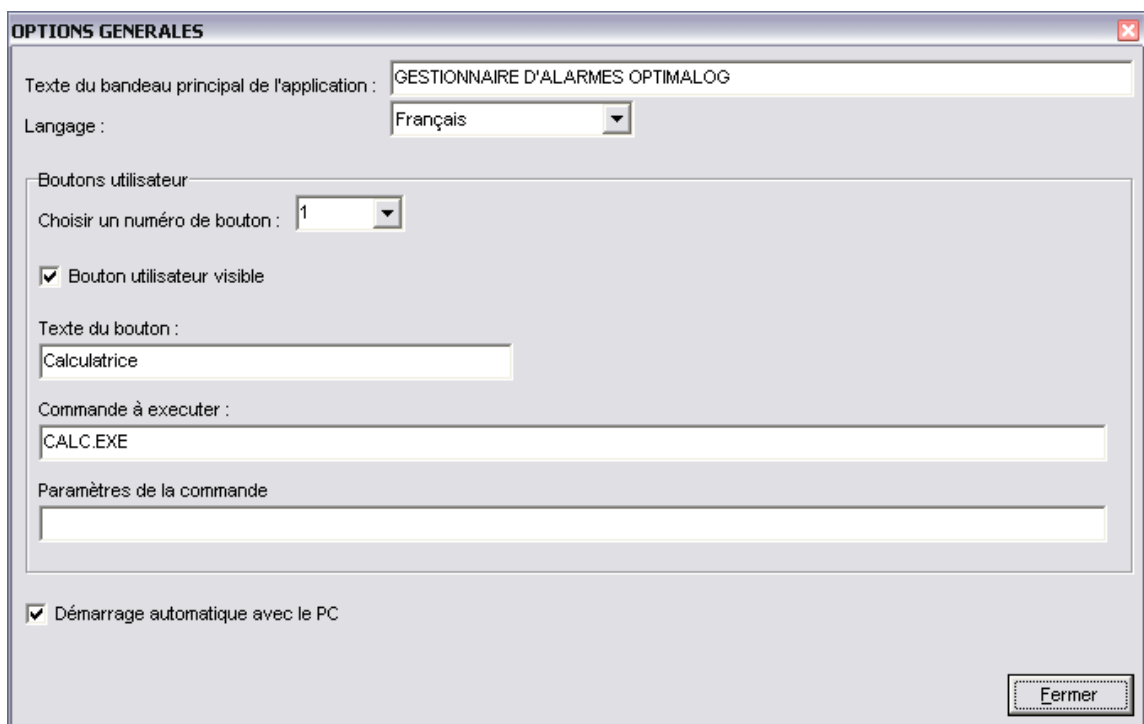 OPTIONS GENERALES
Texte du bandeau principal de l'application : GESTIONNAIRE D'ALARMES OPTIMALOG
Langage : Français
Boutons utilisateur
Choisir un numéro de bouton : 1
Bouton utilisateur visible
Texte du bouton :
Calculatrice
Commande à executer :
CALC.EXE
Paramètres de la commande
Démarrage automatique avec le PC
Fermer